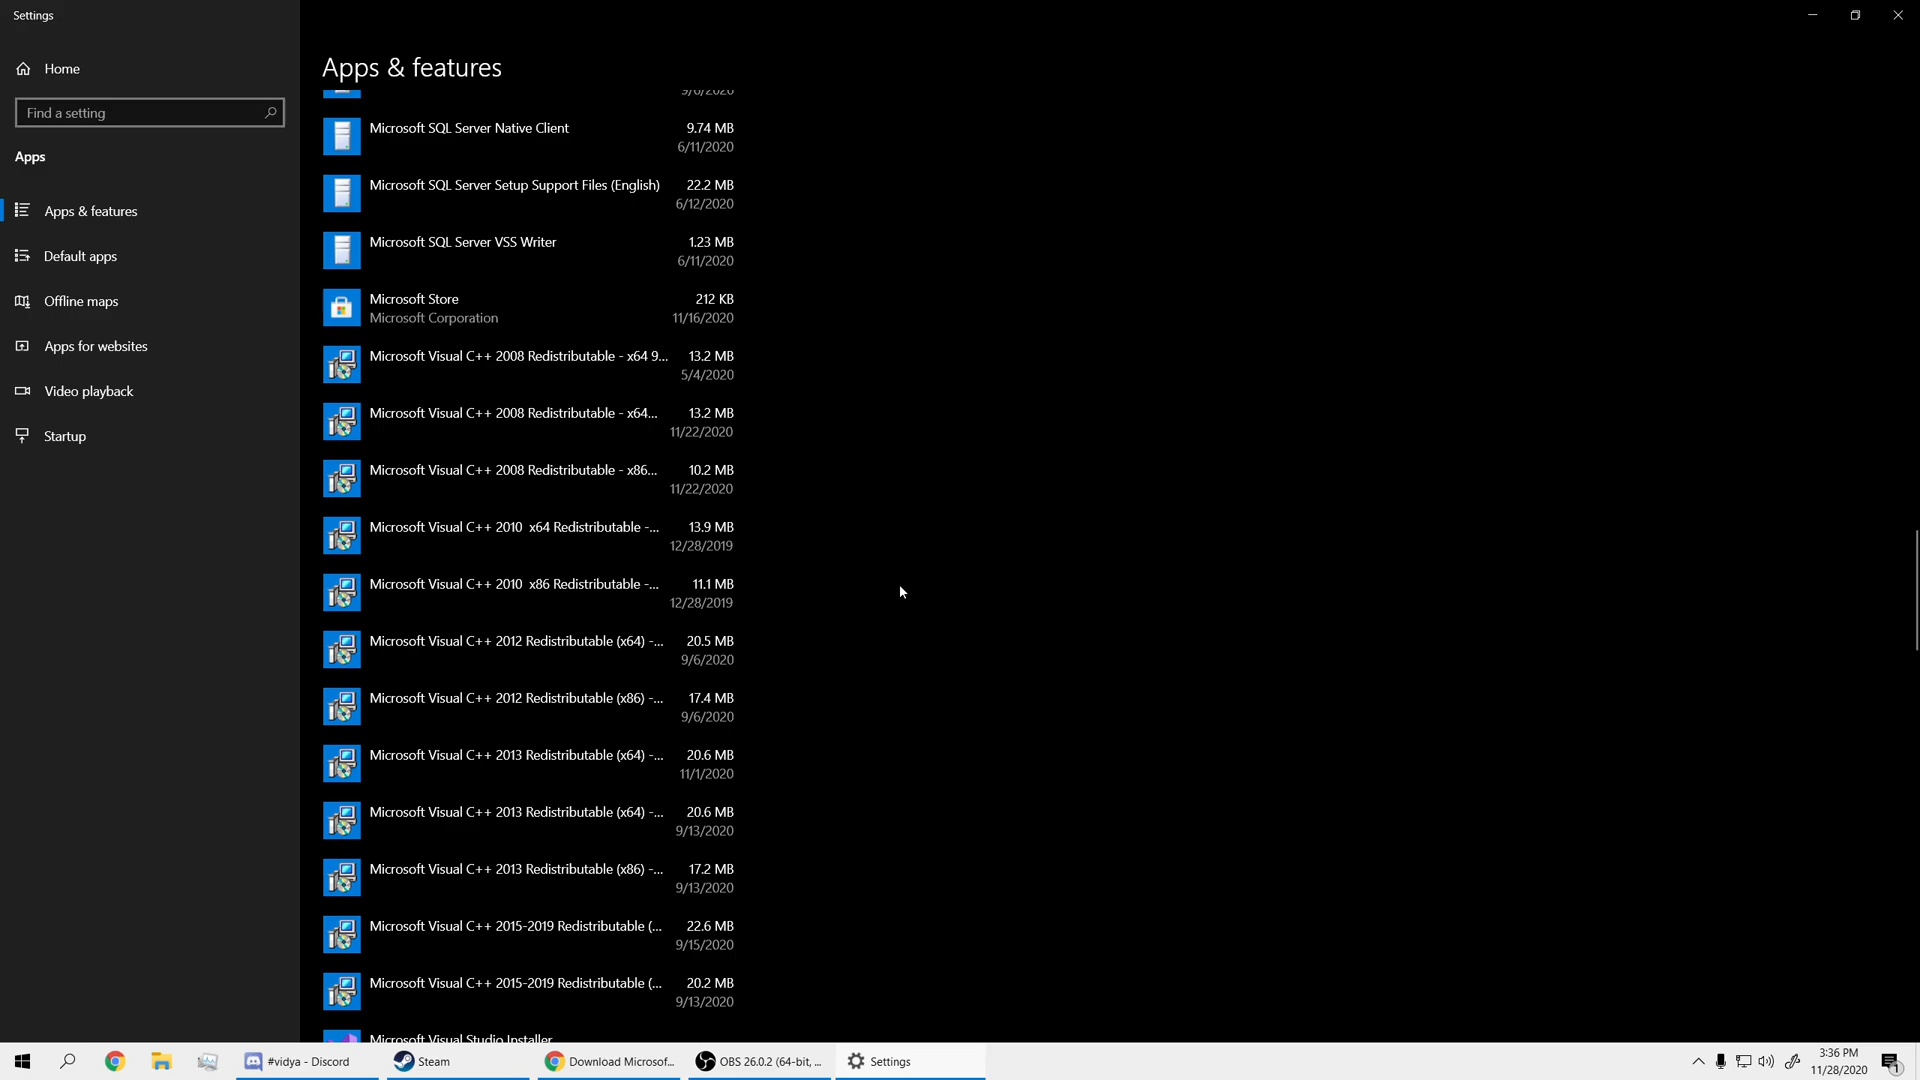 Settings
Home
Find a setting
Apps
Apps & features
Default apps
Offline maps
Apps for websites
Video playback
Startup
Apps & features
9/6/2020
Microsoft SQL Server Native Client 9.74 MB
6/11/2020
Microsoft SQL Server Setup Support Files (English) 22.2 MB
6/12/2020
Microsoft SQL Server VSS Writer 1.23 MB
6/11/2020
Microsoft Store 212 KB
Microsoft Corporation 11/16/2020
Microsoft Visual C++ 2008 Redistributable - x64 9... 13.2 MB
5/4/2020
Microsoft Visual C++ 2008 Redistributable - x64... 13.2 MB
11/22/2020
Microsoft Visual C++ 2008 Redistributable - x86... 10.2 MB
11/22/2020
Microsoft Visual C++ 2010  x64 Redistributable -... 13.9 MB
12/28/2019
Microsoft Visual C++ 2010  x86 Redistributable -... 11.1 MB
12/28/2019
Microsoft Visual C++ 2012 Redistributable (x64) -... 20.5 MB
9/6/2020
Microsoft Visual C++ 2012 Redistributable (x86) -... 17.4 MB
9/6/2020
Microsoft Visual C++ 2013 Redistributable (x64) -... 20.6 MB
11/1/2020
Microsoft Visual C++ 2013 Redistributable (x64) -... 20.6 MB
9/13/2020
Microsoft Visual C++ 2013 Redistributable (x86) -... 17.2 MB
9/13/2020
Microsoft Visual C++ 2015-2019 Redistributable (... 22.6 MB
9/15/2020
Microsoft Visual C++ 2015-2019 Redistributable (... 20.2 MB
9/13/2020
Microsoft Visual Studio Installer
#vidya - Discord
Steam
Download Microsof...
OBS 26.0.2 (64-bit, ...
Settings
3:36 PM
11/28/2020
1